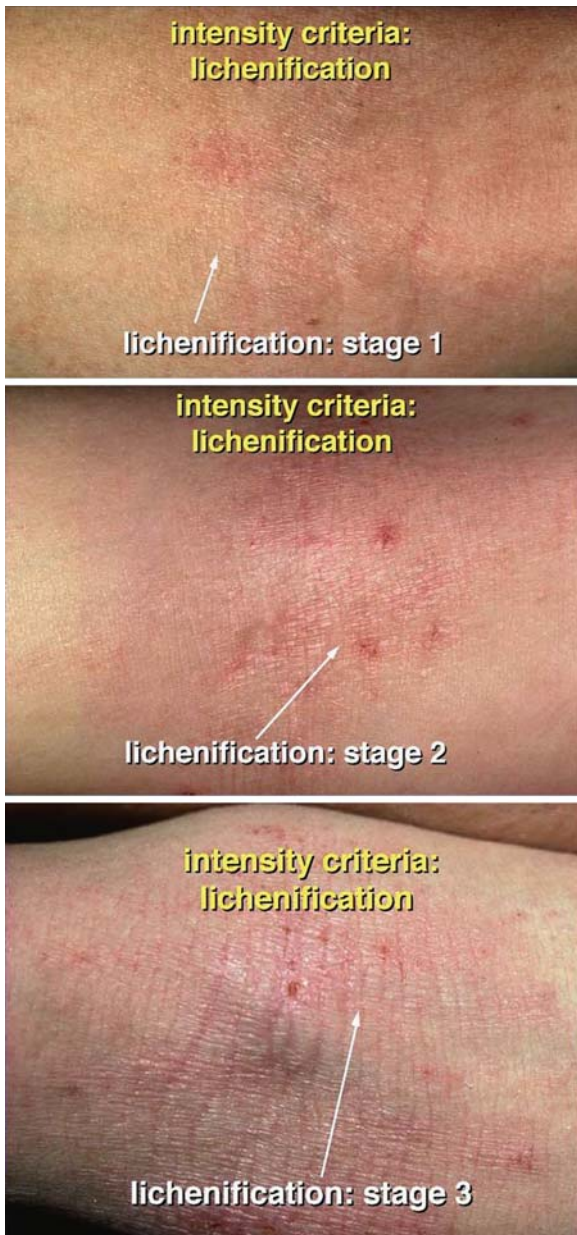 intensity criteria:
lichenification
lichenification: stage 1
intensity criteria:
lichenification
lichenification: stage 2
intensity criteria:
lichenification
lichenification: stage 3